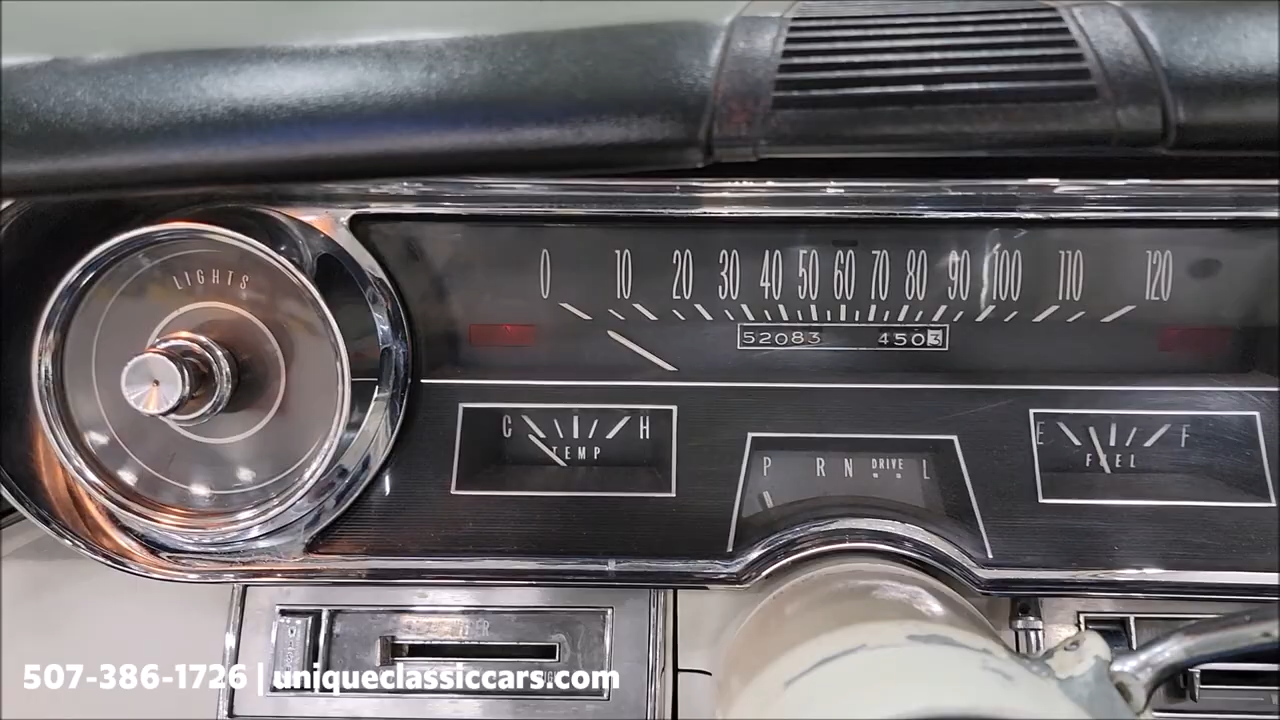 LIGHTS
0 10 20 30 40 50 60 70 80 90 100 110 120
52083 4503
C H
TEMP
P R N DRIVE L
E F
FUEL
507-386-1726 | uniqueclassiccars.com